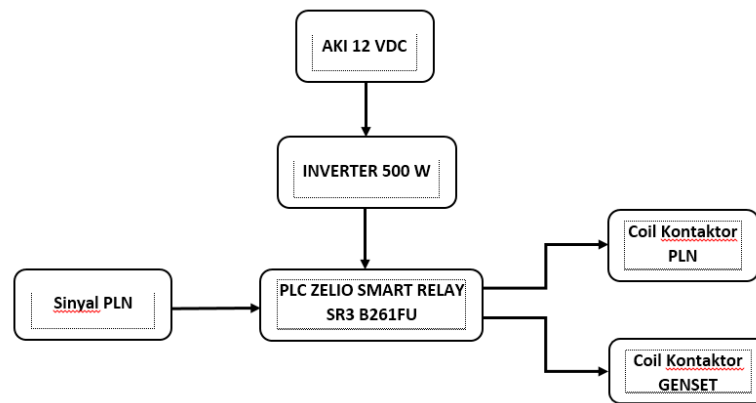 AKI 12 VDC
INVERTER 500 W
Sinyal PLN
PLC ZELIO SMART RELAY
SR3 B261FU
Coil Kontaktor
PLN
Coil Kontaktor
GENSET